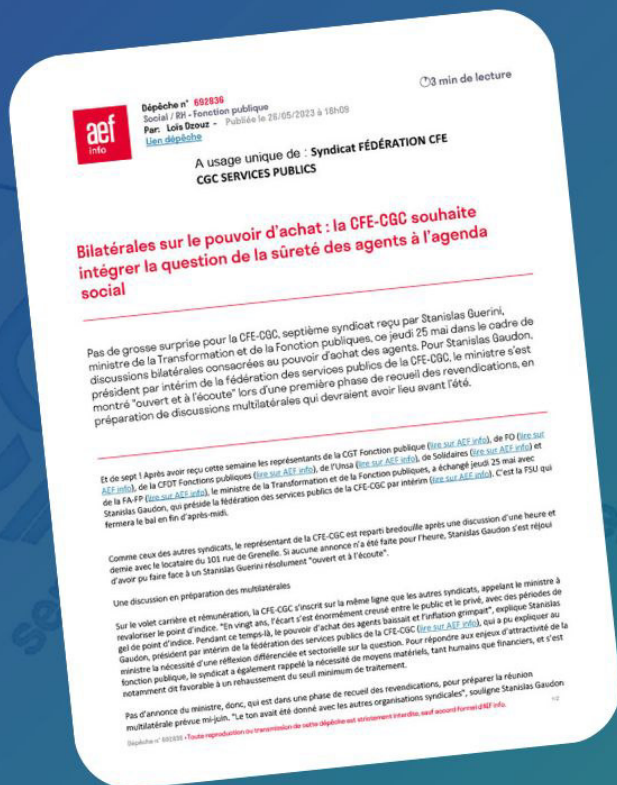 aef
info
Dépêche n° 692836
Social / RH - Fonction publique
Par: Loïs Dzouz - Publiée le 26/05/2023 à 18h09
Lien dépêche
3 min de lecture
A usage unique de : Syndicat FÉDÉRATION CFE
CGC SERVICES PUBLICS
Bilatérales sur le pouvoir d'achat : la CFE-CGC souhaite
intégrer la question de la sûreté des agents à l'agenda
social
Pas de grosse surprise pour la CFE-CGC, septième syndicat reçu par Stanislas Guerini,
ministre de la Transformation et de la Fonction publiques, ce jeudi 25 mai dans le cadre de
discussions bilatérales consacrées au pouvoir d'achat des agents. Pour Stanislas Gaudon,
président par intérim de la fédération des services publics de la CFE-CGC, le ministre s'est
montré "ouvert et à l'écoute" lors d'une première phase de recueil des revendications, en
préparation de discussions multilatérales qui devraient avoir lieu avant l'été.
Et de sept ! Après avoir reçu cette semaine les représentants de la CGT Fonction publique (lire sur
AEF info), de la CFDT Fonctions publiques (lire sur AEF info), de l'Unsa (lire sur AEF info), de FO (lire sur
de la FA-FP (lire sur AEF info), le ministre de la Transformation et de la Fonction publiques, a échangé jeudi 25 mai avec
Stanislas Gaudon, qui préside la fédération des services publics de la CFE-CGC par intérim (lire sur AEF info). C'est la FSU qui
fermera le bal en fin d'après-midi.
Comme ceux des autres syndicats, le représentant de la CFE-CGC est reparti bredouille après une discussion d'une heure et
demie avec le locataire du 101 rue de Grenelle. Si aucune annonce n'a été faite pour l'heure, Stanislas Gaudon s'est réjoui
d'avoir pu faire face à un Stanislas Guerini résolument "ouvert et à l'écoute".
Une discussion en préparation des multilatérales
Sur le volet carrière et rémunération, la CFE-CGC s'inscrit sur la même ligne que les autres syndicats, appelant le ministre à
revaloriser le point d'indice. "En vingt ans, l'écart s'est énormément creusé entre le public et le privé, avec des périodes de
gel de point d'indice. Pendant ce temps-là, le pouvoir d'achat des agents baissait et l'inflation grimpait", explique Stanislas
Gaudon, président par intérim de la fédération des services publics de la CFE-CGC (lire sur AEF info), qui a pu expliquer au
ministre la nécessité d'une réflexion différenciée et sectorielle sur la question. Pour répondre aux enjeux d'attractivité de la
fonction publique, le syndicat a également rappelé la nécessité de moyens matériels, tant humains que financiers, et s'est
notamment dit favorable à un rehaussement du seuil minimum de traitement.
Pas d'annonce du ministre, donc, qui est dans une phase de recueil des revendications, pour préparer la réunion
multilatérale prévue mi-juin. "Le ton avait été donné avec les autres organisations syndicales", souligne Stanislas Gaudon
Dépêche n° 692836 • Toute reproduction ou transmission de cette dépêche est strictement interdite, sauf accord formel d'AEF info.
1/2